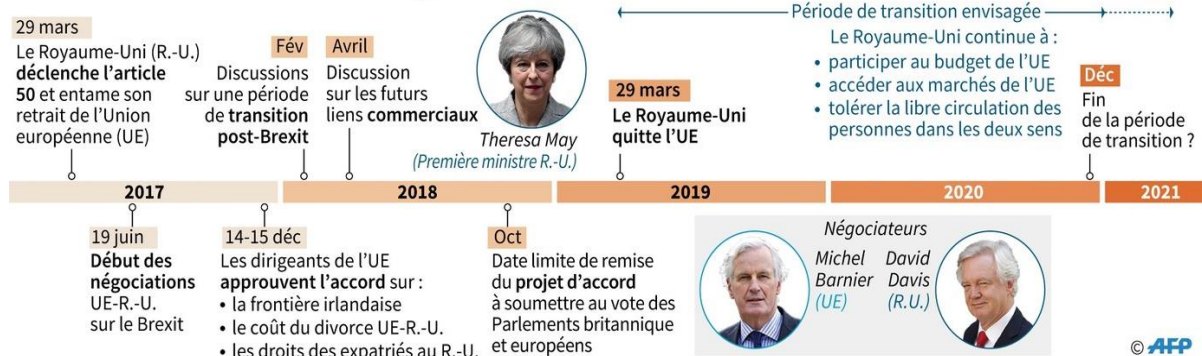 29 mars
Le Royaume-Uni (R.-U.)
déclenche l’article
50 et entame son
retrait de l’Union
européenne (UE)
Fév
Discussions
sur une période
de transition
post-Brexit
Avril
Discussion
sur les futurs
liens commerciaux
Theresa May
(Première ministre R.-U.)
29 mars
Le Royaume-Uni
quitte l’UE
Période de transition envisagée
Le Royaume-Uni continue à :
• participer au budget de l’UE
• accéder aux marchés de l’UE
• tolérer la libre circulation des
personnes dans les deux sens
Déc
Fin
de la période
de transition ?
2017
2018
2019
2020
2021
19 juin
Début des
négociations
UE-R.-U.
sur le Brexit
14-15 déc
Les dirigeants de l’UE
approuvent l’accord sur :
• la frontière irlandaise
• le coût du divorce UE-R.-U.
• les droits des expatriés au R.-U.
Oct
Date limite de remise
du projet d’accord
à soumettre au vote des
Parlements britannique
et européens
Négociateurs
Michel
Barnier
(UE)
David
Davis
(R.U.)
© AFP